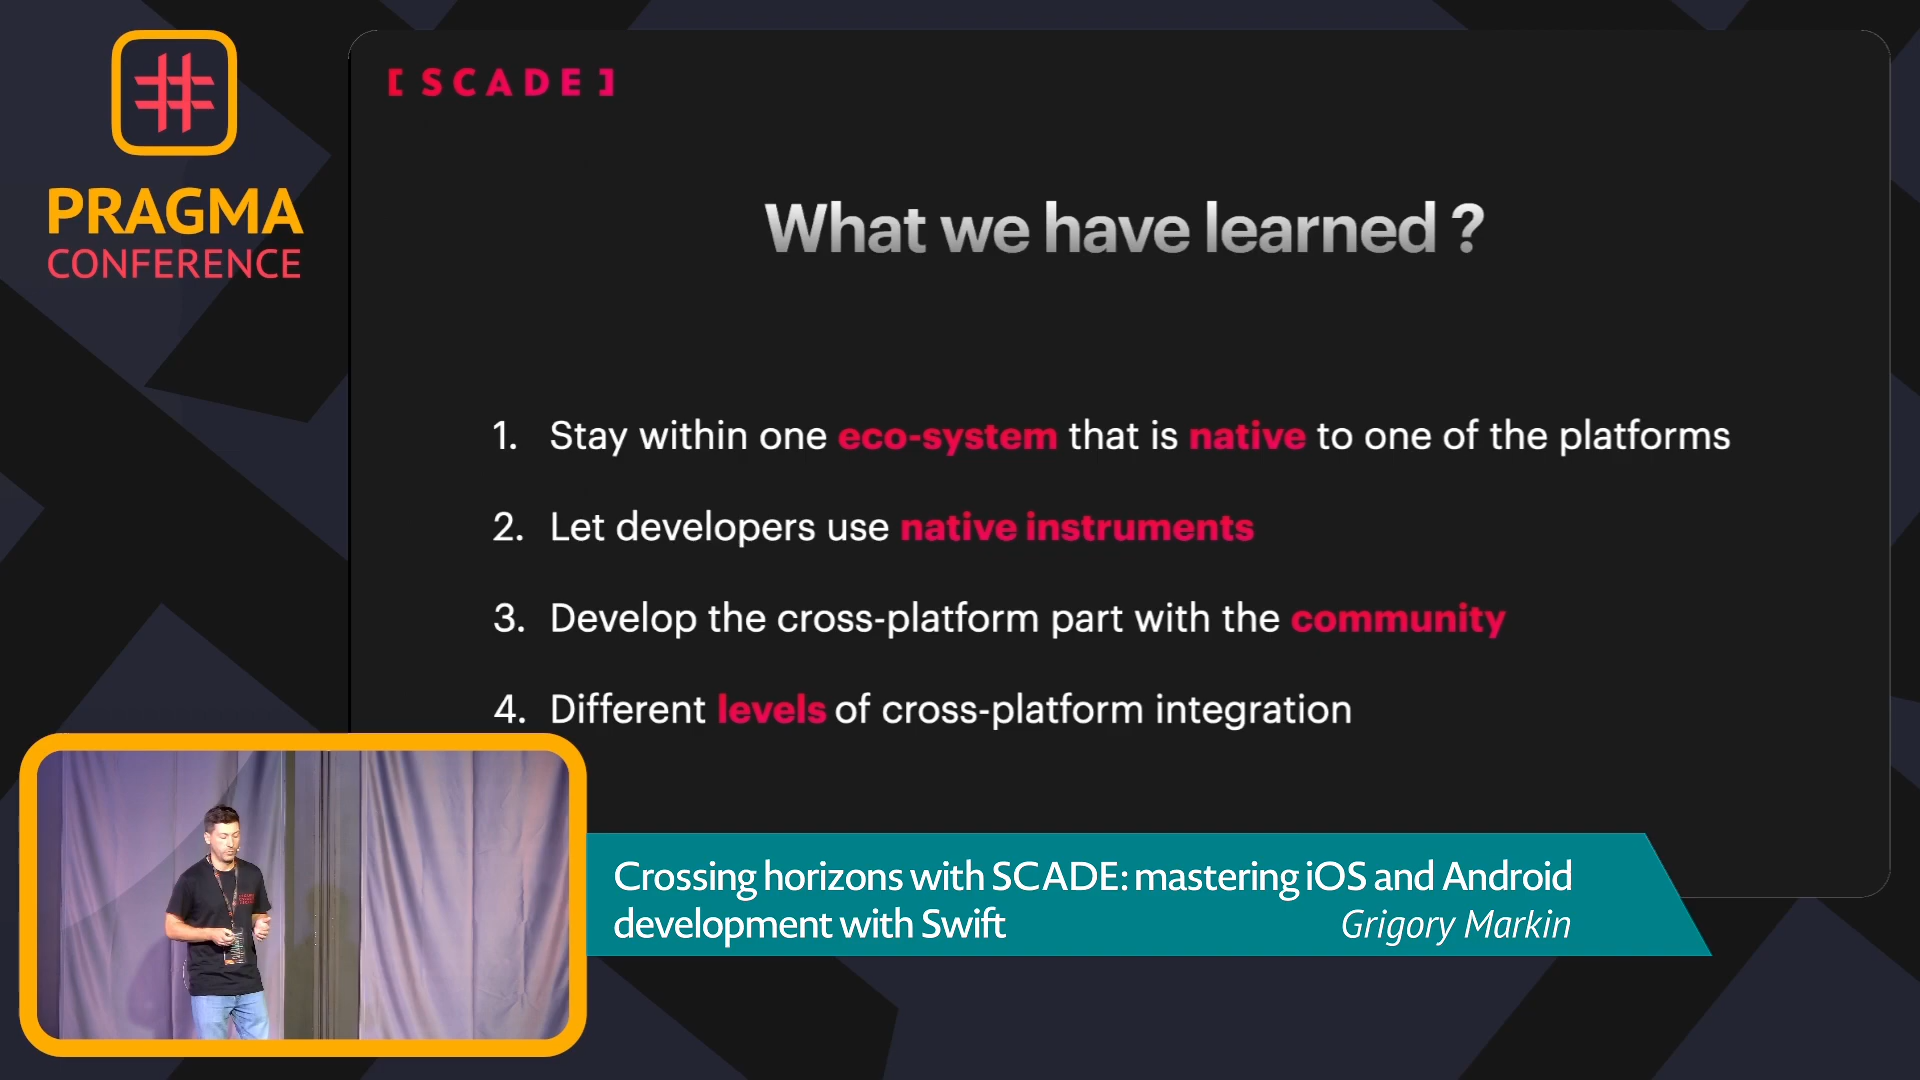 PRAGMA
CONFERENCE
[ SCADE ]
What we have learned ?
1. Stay within one eco-system that is native to one of the platforms
2. Let developers use native instruments
3. Develop the cross-platform part with the community
4. Different levels of cross-platform integration
Crossing horizons with SCADE: mastering iOS and Android
development with Swift
Grigory Markin